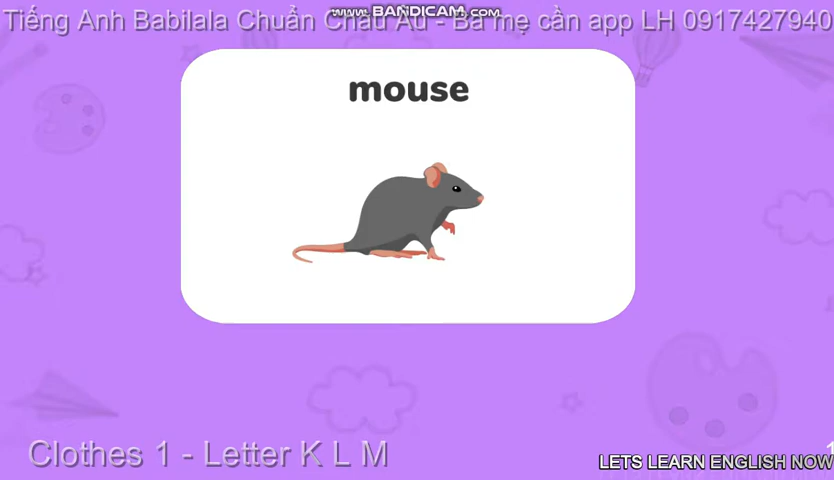 www.BANDICAM.com
Tiếng Anh Babilala Chuẩn Châu Âu - Ba mẹ cần app LH 0917427940
mouse
Clothes 1 - Letter K L M
1
LETS LEARN ENGLISH NOW